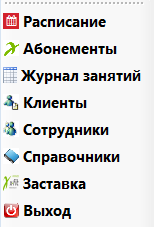 Расписание
Абонементы
Журнал занятий
Клиенты
Сотрудники
Справочники
Заставка
Выход